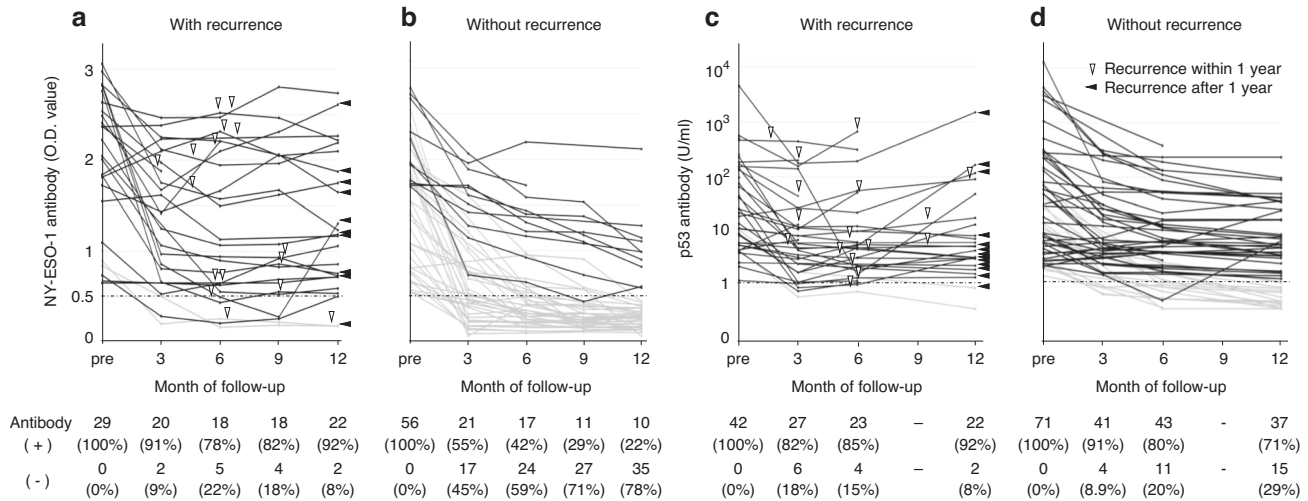 a With recurrence
NY-ESO-1 antibody (O.D. value)
3
2
1
0.5
0
pre 3 6 9 12
Month of follow-up
b Without recurrence
pre 3 6 9 12
Month of follow-up
c With recurrence
p53 antibody (U/ml)
10^4
10^3
10^2
10
1
0
pre 3 6 9 12
Month of follow-up
d Without recurrence
Recurrence within 1 year
Recurrence after 1 year
pre 3 6 12
Month of follow-up
Antibody 29 20 18 18 22 56 21 17 11 10 42 27 23 – 22 71 41 43 - 37
(+) (100%) (91%) (78%) (82%) (92%) (100%) (55%) (42%) (29%) (22%) (100%) (82%) (85%) (92%) (100%) (91%) (80%) (71%)
0 2 5 4 2 0 17 24 27 35 0 6 4 – 2 0 4 11 - 15
(-) (0%) (9%) (22%) (18%) (8%) (0%) (45%) (59%) (71%) (78%) (0%) (18%) (15%) (8%) (0%) (8.9%) (20%) (29%)